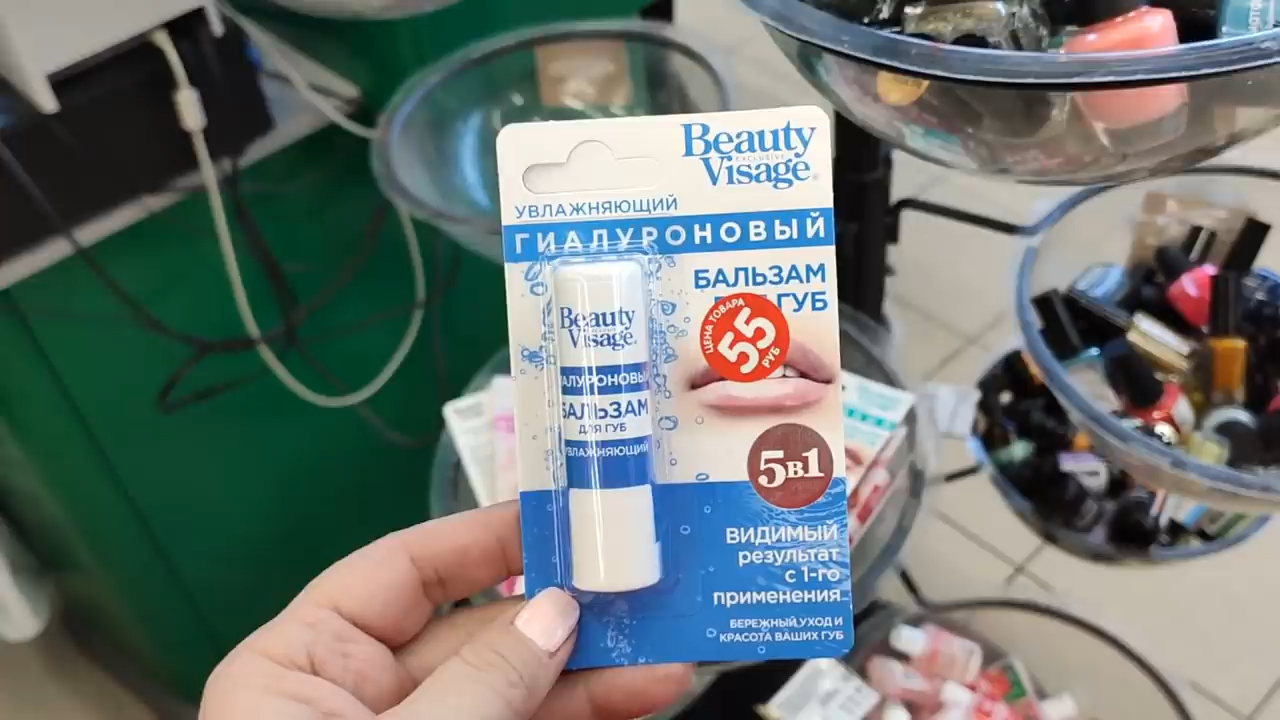 Beauty
EXCLUSIVE
Visage®
УВЛАЖНЯЮЩИЙ
ГИАЛУРОНОВЫЙ
БАЛЬЗАМ
ГУБ
ЦЕНА ТОВАРА
55
РУБ
Beauty
Visage
АЛУРОНОВЫ
БАЛЬЗАМ
ДЛЯ ГУБ
УВЛАЖНЯЮЩИЙ
5в1
ВИДИМЫЙ
результат
с 1-го
применения
БЕРЕЖНЫЙ УХОД И
КРАСОТА ВАШИХ ГУБ